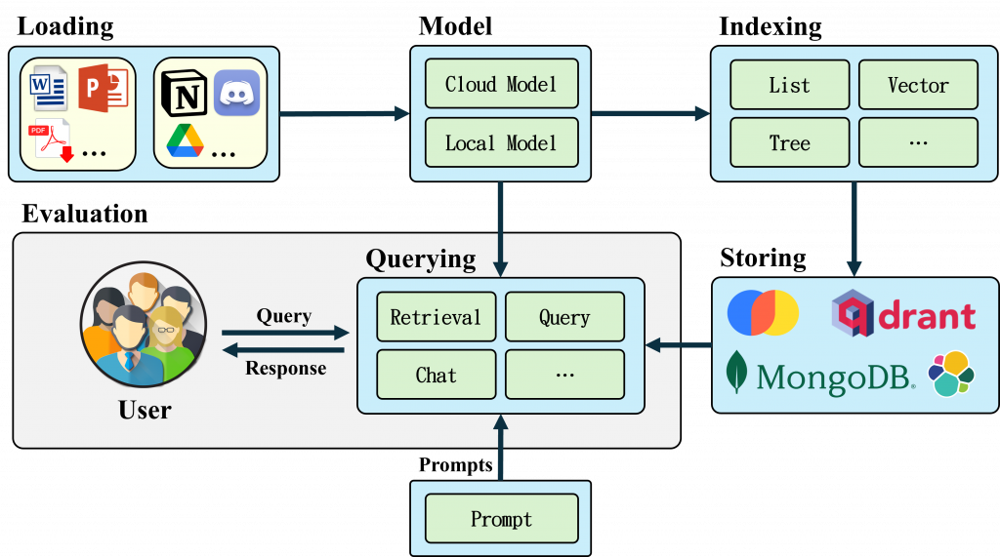 Loading
Model
Indexing
W
P
N
PDF
...
...
Cloud Model
Local Model
List
Vector
Tree
...
Evaluation
Querying
Storing
Retrieval
Query
Chat
...
Query
Response
User
qdrant
MongoDB®
Prompts
Prompt